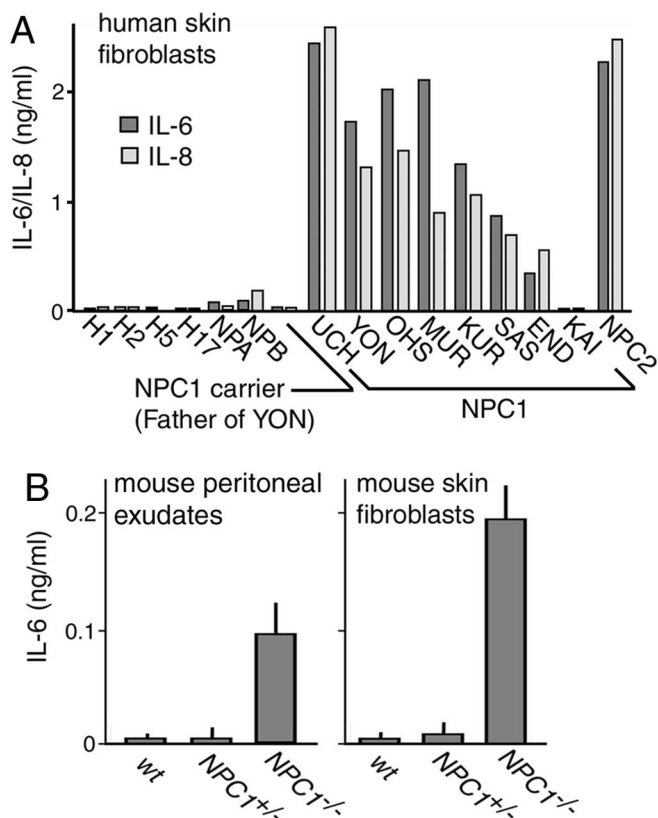 A
human skin
fibroblasts
IL-6
IL-8
IL-6/IL-8 (ng/ml)
2
1
0
H1
H2
H5
H17
NPA
NPB
UCH
YON
OHS
MUR
KUR
SAS
END
KAI
NPC2
NPC1 carrier
(Father of YON)
NPC1
B
mouse peritoneal
exudates
mouse skin
fibroblasts
IL-6 (ng/ml)
0.2
0.1
0
wt
NPC1+/-
NPC1-/-
wt
NPC1+/-
NPC1-/-